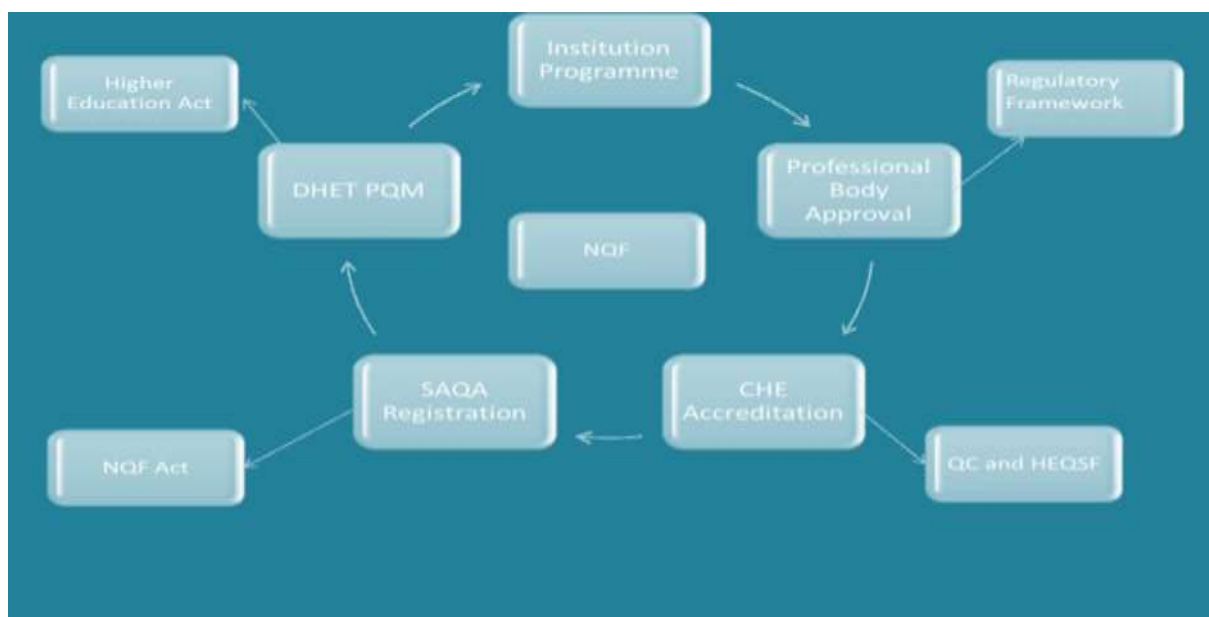 Institution
Programme
Higher
Education Act
Regulatory
Framework
DHET PQM
Professional
Body
Approval
NQF
SAQA
Registration
CHE
Accreditation
NQF Act
QC and HEQSF